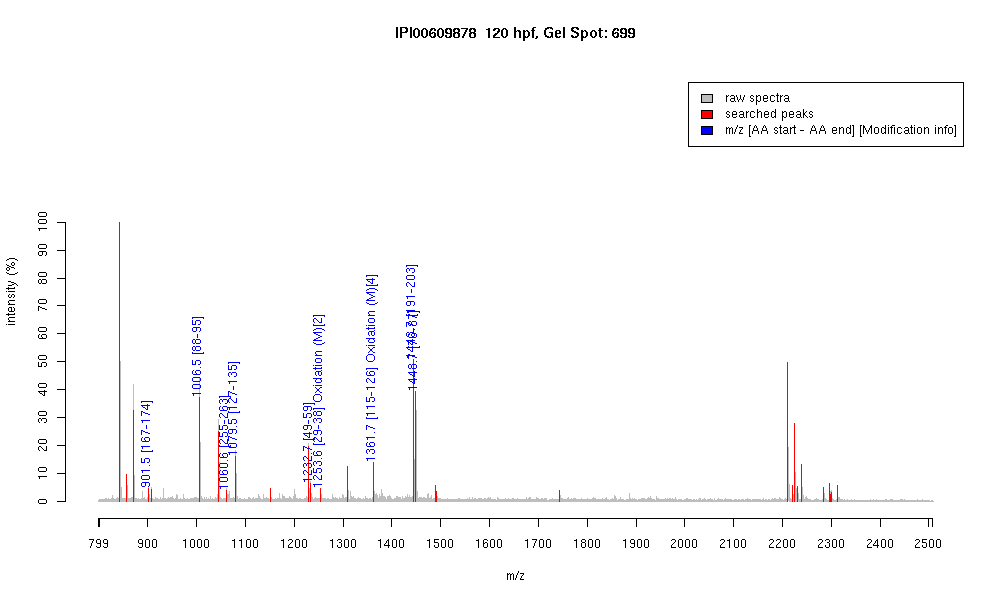 IPI00609878 120 hpf, Gel Spot: 699
raw spectra
searched peaks
m/z [AA start - AA end] [Modification info]
intensity (%)
100
90
80
70
60
50
40
30
20
10
0
901.5 [167-174]
1006.5 [88-95]
1060.6 [255-263]
1079.5 [127-135]
1232.7 [49-59]
1253.6 [29-38] Oxidation (M)[2]
1361.7 [115-126] Oxidation (M)[4]
[191-203]
1448.7
799 900 1000 1100 1200 1300 1400 1500 1600 1700 1800 1900 2000 2100 2200 2300 2400 2500
m/z